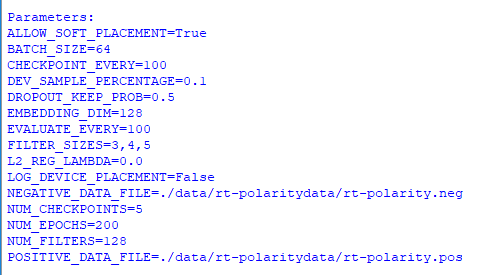 Parameters:
ALLOW_SOFT_PLACEMENT=True
BATCH_SIZE=64
CHECKPOINT_EVERY=100
DEV_SAMPLE_PERCENTAGE=0.1
DROPOUT_KEEP_PROB=0.5
EMBEDDING_DIM=128
EVALUATE_EVERY=100
FILTER_SIZES=3,4,5
L2_REG_LAMBDA=0.0
LOG_DEVICE_PLACEMENT=False
NEGATIVE_DATA_FILE=./data/rt-polaritydata/rt-polarity.neg
NUM_CHECKPOINTS=5
NUM_EPOCHS=200
NUM_FILTERS=128
POSITIVE_DATA_FILE=./data/rt-polaritydata/rt-polarity.pos